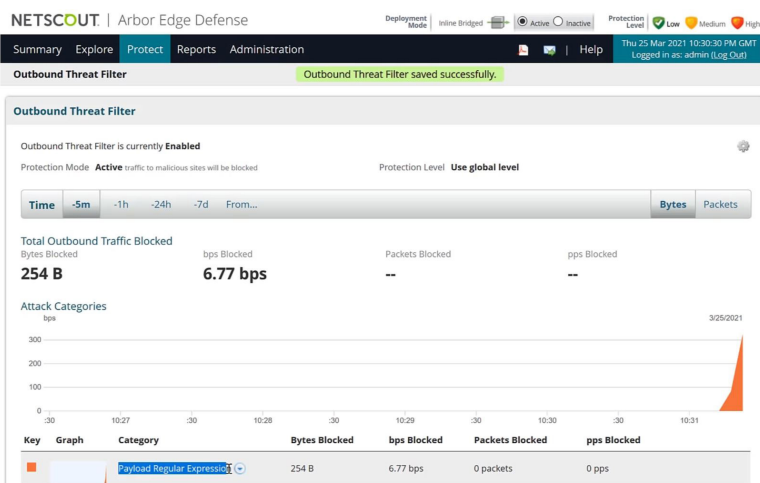 NETSCOUT. | Arbor Edge Defense
Deployment Mode Inline Bridged Active Inactive Protection Level Low Medium High
Summary Explore Protect Reports Administration | Help
Thu 25 Mar 2021 10:30:30 PM GMT
Logged in as: admin (Log Out)
Outbound Threat Filter
Outbound Threat Filter saved successfully.
Outbound Threat Filter
Outbound Threat Filter is currently Enabled
Protection Mode Active traffic to malicious sites will be blocked Protection Level Use global level
Time -5m -1h -24h -7d From... Bytes Packets
Total Outbound Traffic Blocked
Bytes Blocked bps Blocked Packets Blocked pps Blocked
254 B 6.77 bps -- --
Attack Categories
bps 3/25/2021
300
200
100
0
:30 10:27 :30 10:28 :30 10:29 :30 10:30 :30 10:31
Key Graph Category Bytes Blocked bps Blocked Packets Blocked pps Blocked
Payload Regular Expression 254 B 6.77 bps 0 packets 0 pps